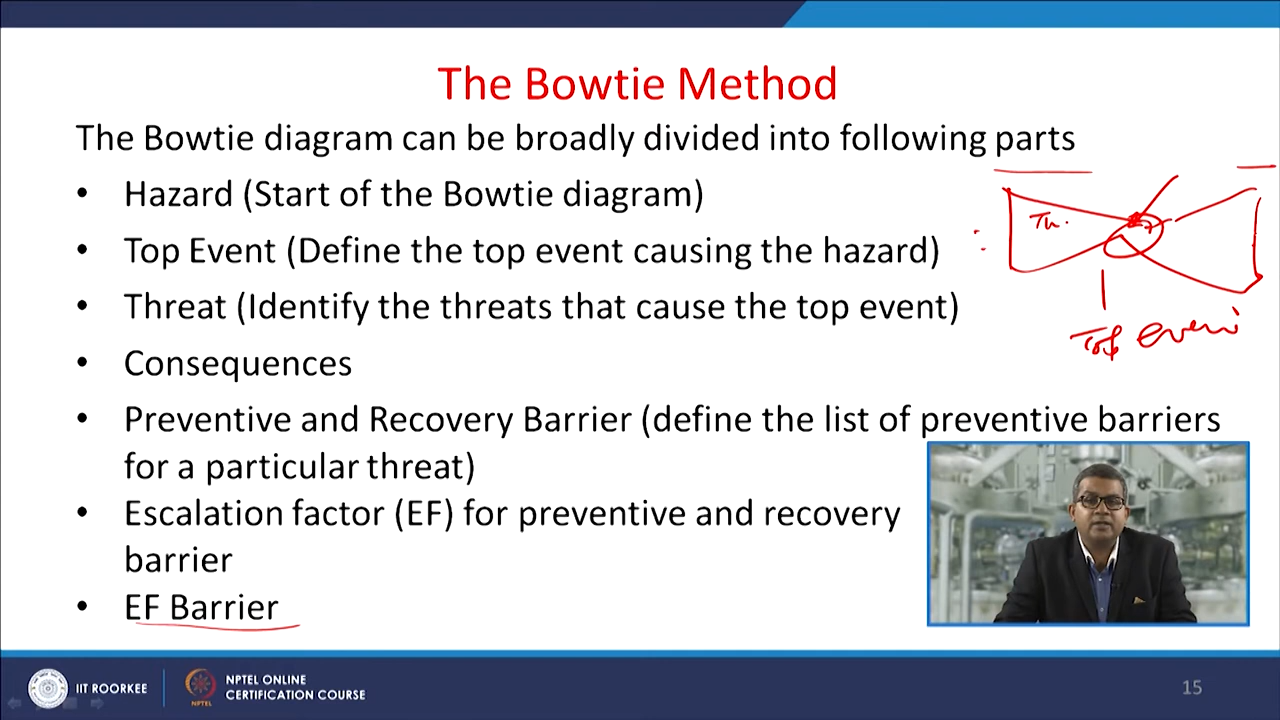 The Bowtie Method
The Bowtie diagram can be broadly divided into following parts
• Hazard (Start of the Bowtie diagram)
• Top Event (Define the top event causing the hazard)
• Threat (Identify the threats that cause the top event)
• Consequences
• Preventive and Recovery Barrier (define the list of preventive barriers
for a particular threat)
• Escalation factor (EF) for preventive and recovery
barrier
• EF Barrier
Th.
Top event
IIT ROORKEE
NPTEL ONLINE
CERTIFICATION COURSE
15